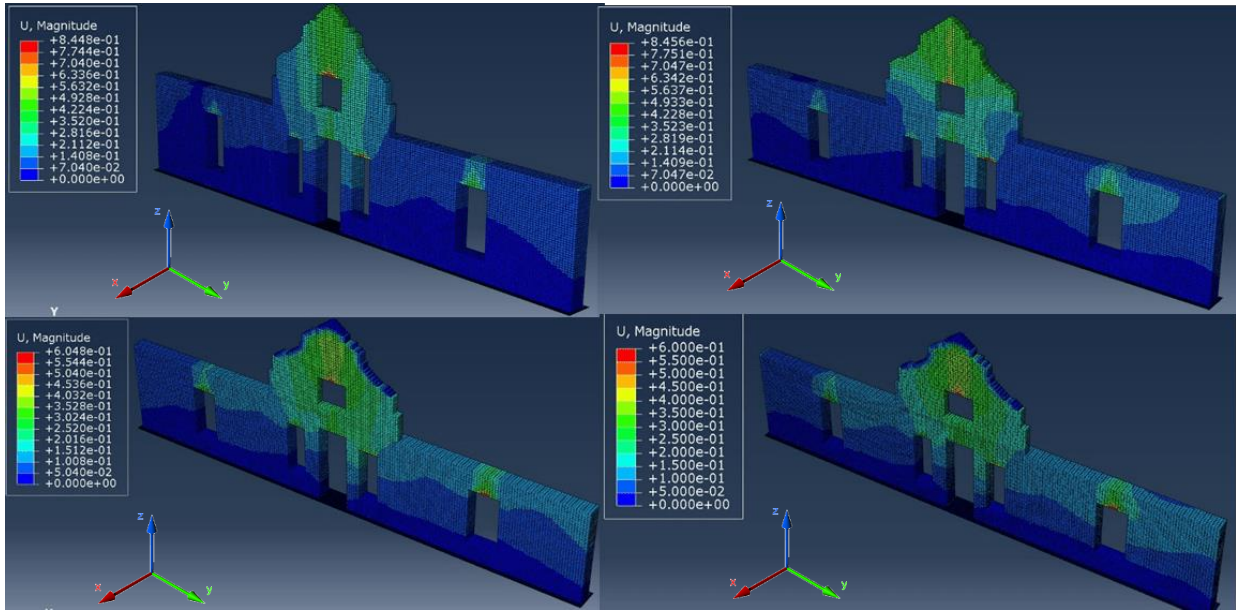 U, Magnitude
+8.448e-01
+7.744e-01
+7.040e-01
+6.336e-01
+5.632e-01
+4.928e-01
+4.224e-01
+3.520e-01
+2.816e-01
+2.112e-01
+1.408e-01
+7.040e-02
+0.000e+00
z
x
y
Y
U, Magnitude
+8.456e-01
+7.751e-01
+7.047e-01
+6.342e-01
+5.637e-01
+4.933e-01
+4.228e-01
+3.523e-01
+2.819e-01
+2.114e-01
+1.409e-01
+7.047e-02
+0.000e+00
z
x
y
U, Magnitude
+6.048e-01
+5.544e-01
+5.040e-01
+4.536e-01
+4.032e-01
+3.528e-01
+3.024e-01
+2.520e-01
+2.016e-01
+1.512e-01
+1.008e-01
+5.040e-02
+0.000e+00
z
x
y
U, Magnitude
+6.000e-01
+5.500e-01
+5.000e-01
+4.500e-01
+4.000e-01
+3.500e-01
+3.000e-01
+2.500e-01
+2.000e-01
+1.500e-01
+1.000e-01
+5.000e-02
+0.000e+00
z
x
y